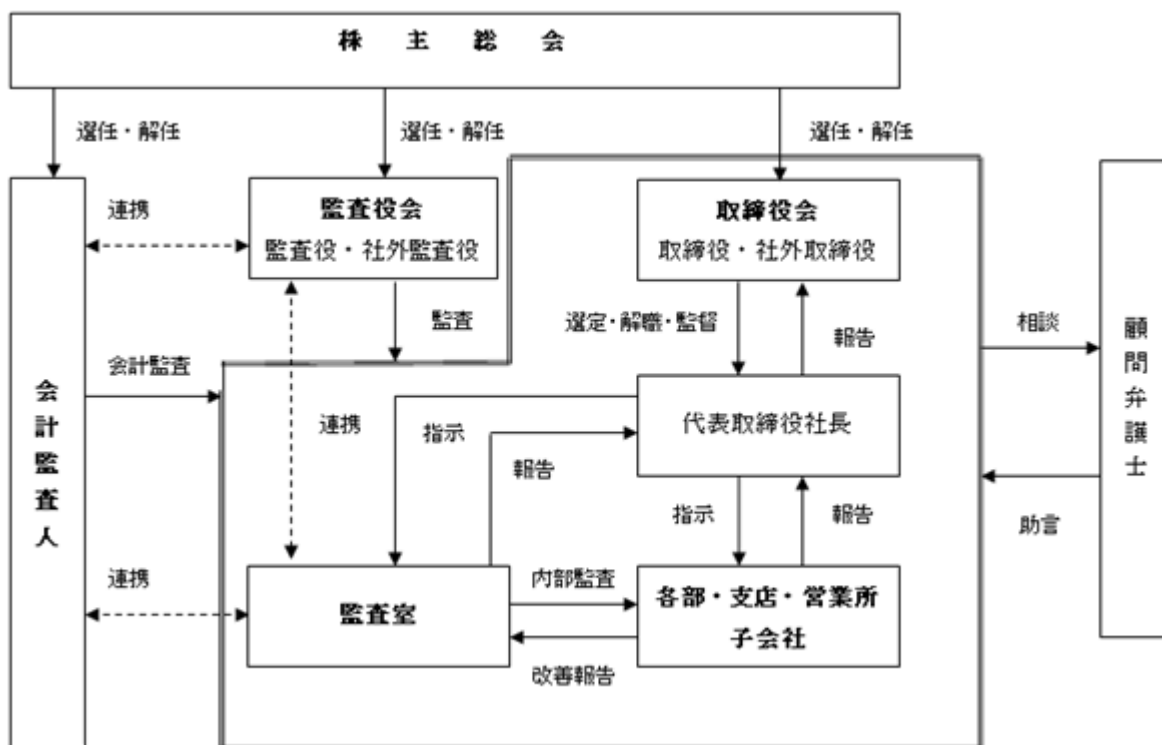 株主総会
選任・解任
選任・解任
選任・解任
連携
監査役会
監査役・社外監査役
取締役会
取締役・社外取締役
監査
選定・解職・監督
報告
相談
顧問弁護士
会計監査
会計監査人
連携
指示
報告
代表取締役社長
指示
報告
助言
連携
監査室
内部監査
改善報告
各部・支店・営業所
子会社